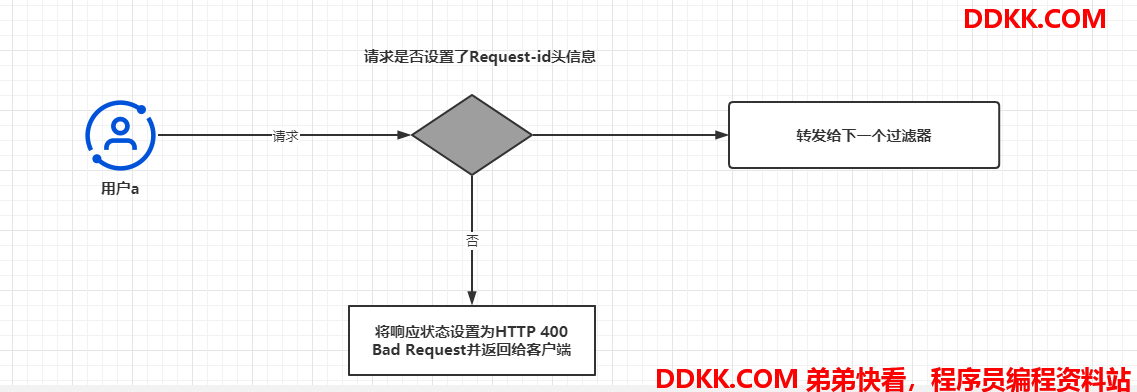 DDKK.COM
请求是否设置了Request-id头信息
请求
转发给下一个过滤器
用户a
否
将响应状态设置为HTTP 400
Bad Request并返回给客户端
DDKK.COM 弟弟快看，程序员编程资料站